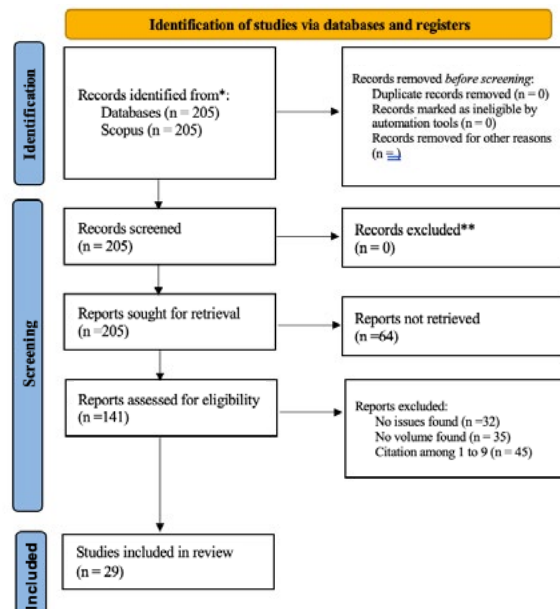 Identification of studies via databases and registers
Identification
Records identified from*:
Databases (n = 205)
Scopus (n = 205)
Records removed before screening:
Duplicate records removed (n = 0)
Records marked as ineligible by
automation tools (n = 0)
Records removed for other reasons
(n = )
Screening
Records screened
(n = 205)
Records excluded**
(n = 0)
Reports sought for retrieval
(n =205)
Reports not retrieved
(n =64)
Reports assessed for eligibility
(n =141)
Reports excluded:
No issues found (n =32)
No volume found (n = 35)
Citation among 1 to 9 (n = 45)
Included
Studies included in review
(n = 29)